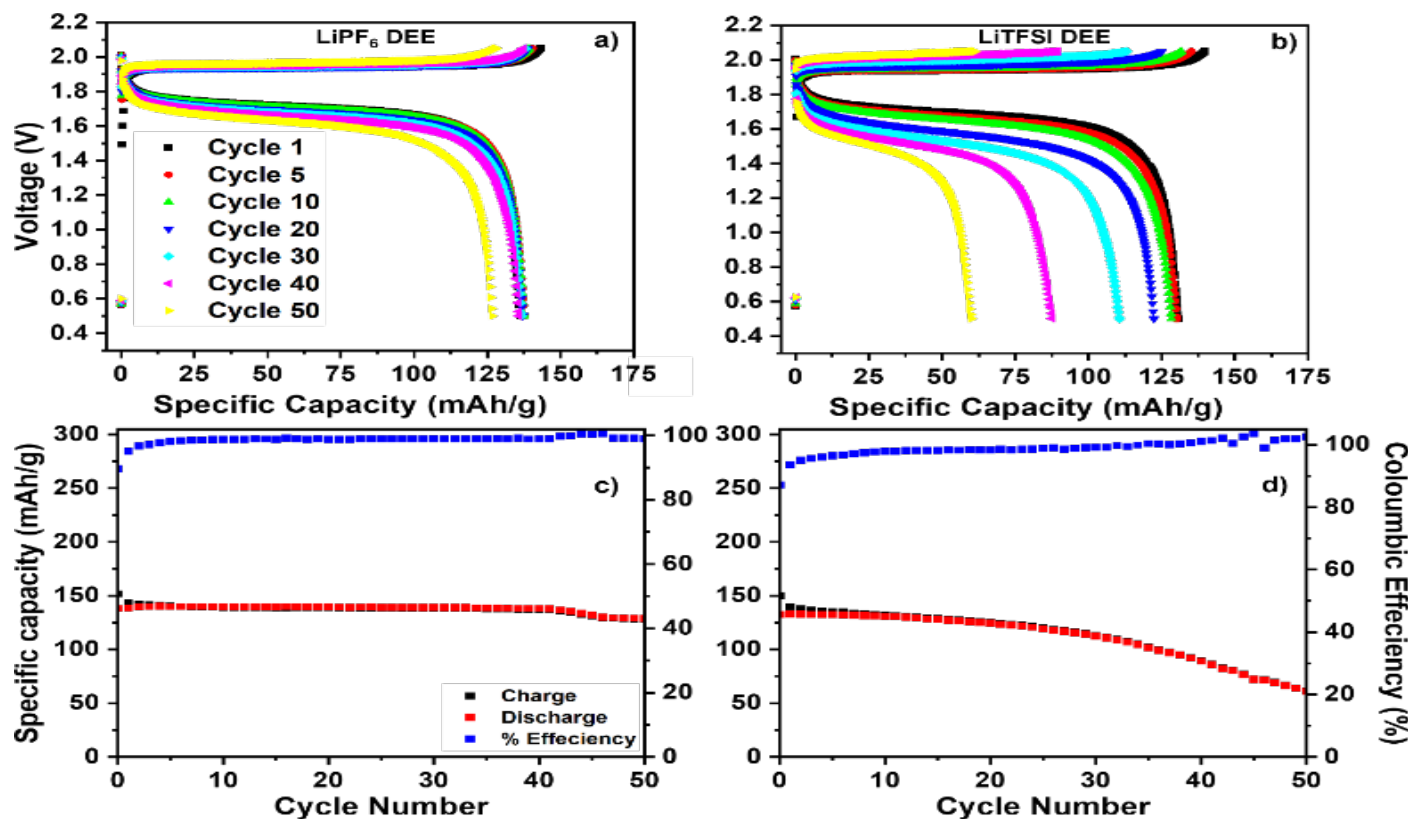 LiPF6 DEE
a)
2.2
2.0
1.8
1.6
1.4
1.2
1.0
0.8
0.6
0.4
Voltage (V)
Cycle 1
Cycle 5
Cycle 10
Cycle 20
Cycle 30
Cycle 40
Cycle 50
0 25 50 75 100 125 150 175
Specific Capacity (mAh/g)
LiTFSI DEE
b)
2.2
2.0
1.8
1.6
1.4
1.2
1.0
0.8
0.6
0.4
0 25 50 75 100 125 150 175
Specific Capacity (mAh/g)
c)
300
250
200
150
100
50
0
Specific capacity (mAh/g)
100
80
60
40
20
0
Charge
Discharge
% Effeciency
0 10 20 30 40 50
Cycle Number
d)
300
250
200
150
100
50
0
100
80
60
40
20
0
Coloumbic Effeciency (%)
0 10 20 30 40 50
Cycle Number